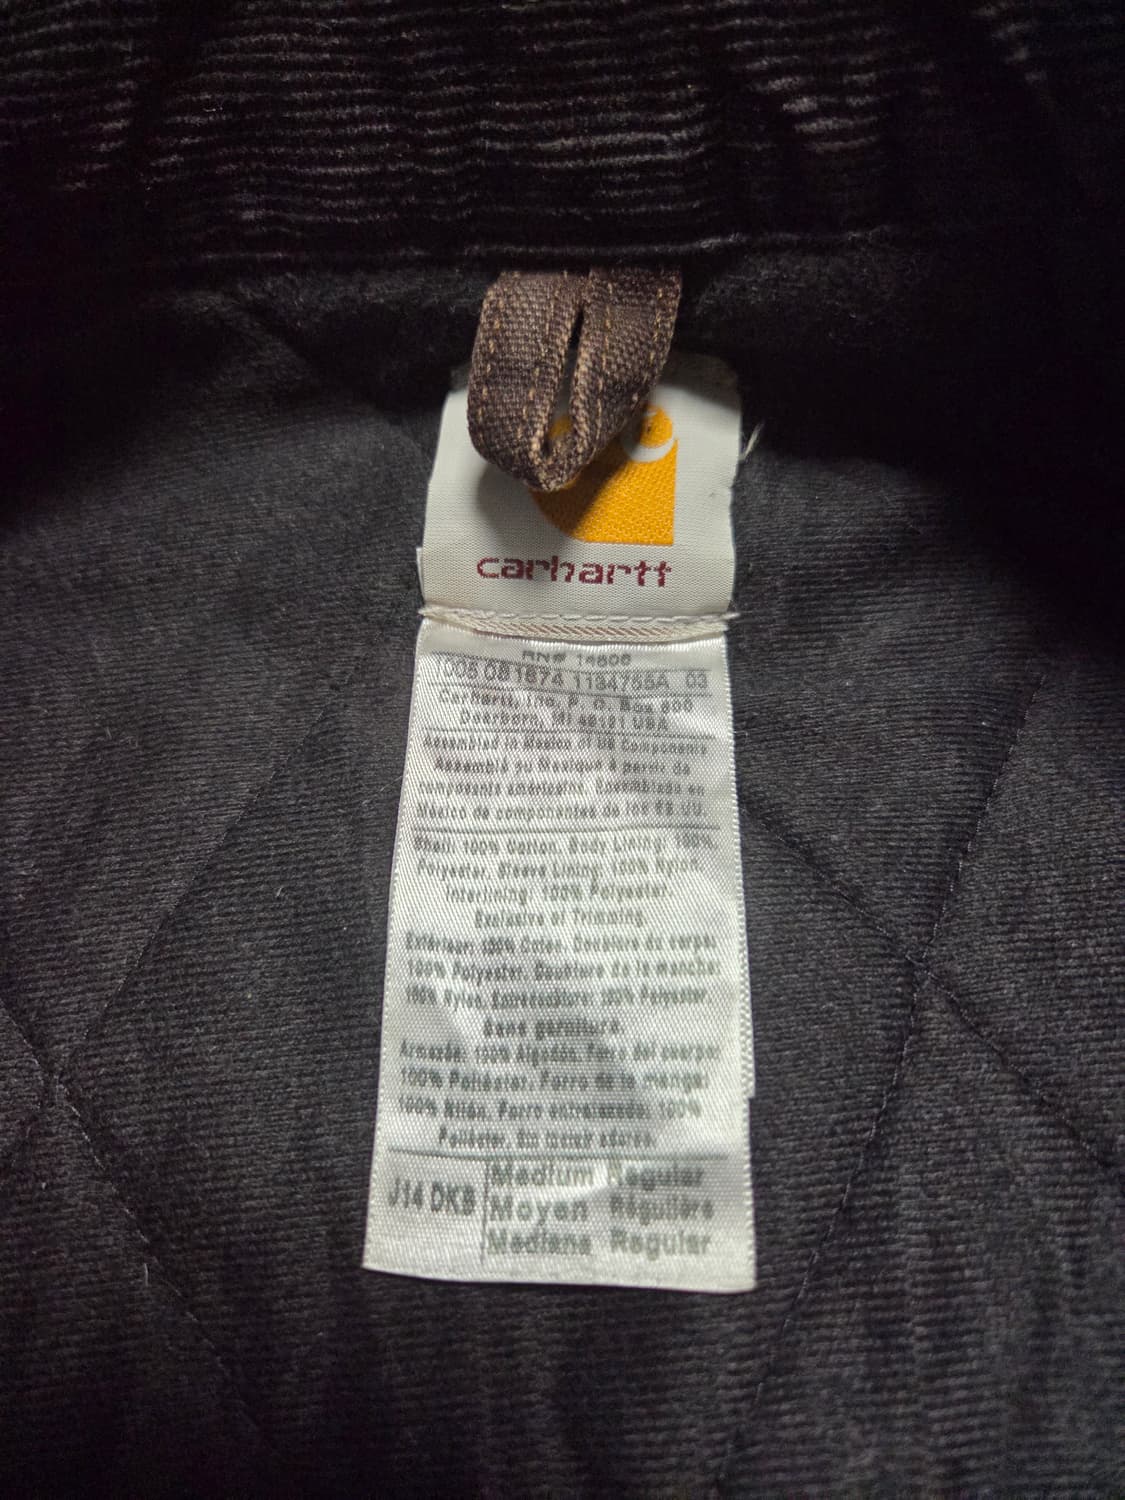 carhartt
RN# 14806
005 081874 1184765A 03
Carhartt, Inc., P. O. Box 600
Dearborn, MI 48121 USA
Assembled in Mexico of US Components
Assemblé au Mexique à partir de
composants américains. Ensamblado en
Mexico de componentes de los EE.UU.
Shell: 100% Cotton. Body Lining: 100%
Polyester. Sleeve Lining: 100% Nylon.
Interlining: 100% Polyester.
Exclusive of Trimming.
Extérieur: 100% Coton. Doublure du corps:
100% Polyester. Doublure de la manche:
100% Nylon. Entredoublure: 100% Polyester.
Sans garniture.
Armazón: 100% Algodón. Forro del cuerpo:
100% Poliéster. Forro de la manga:
100% Nilón. Forro entrelazado: 100%
Poliéster.
J14 DKB
Medium Regular
Moyen Régulière
Mediana Regular